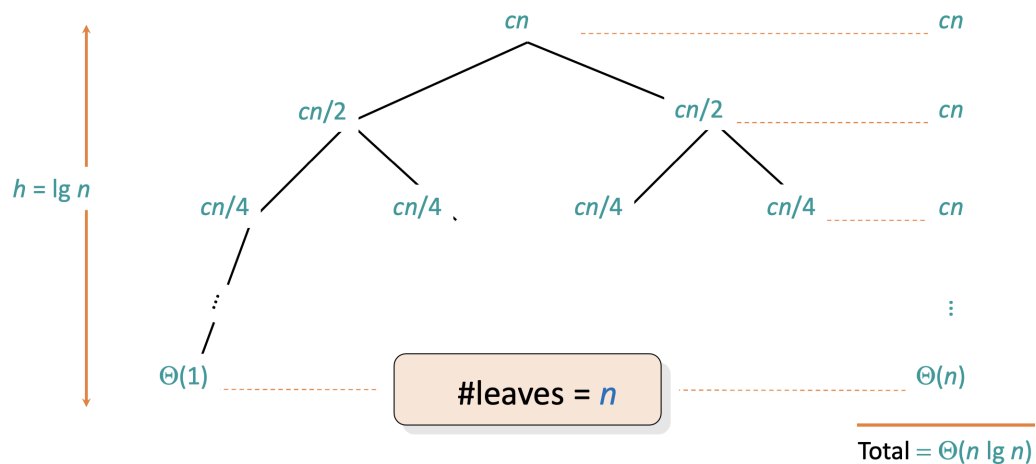 cn cn
cn/2 cn/2 cn
h = lg n cn/4 cn/4 cn/4 cn/4 cn
⋮ ⋮
Θ(1) #leaves = n Θ(n)
Total = Θ(n lg n)